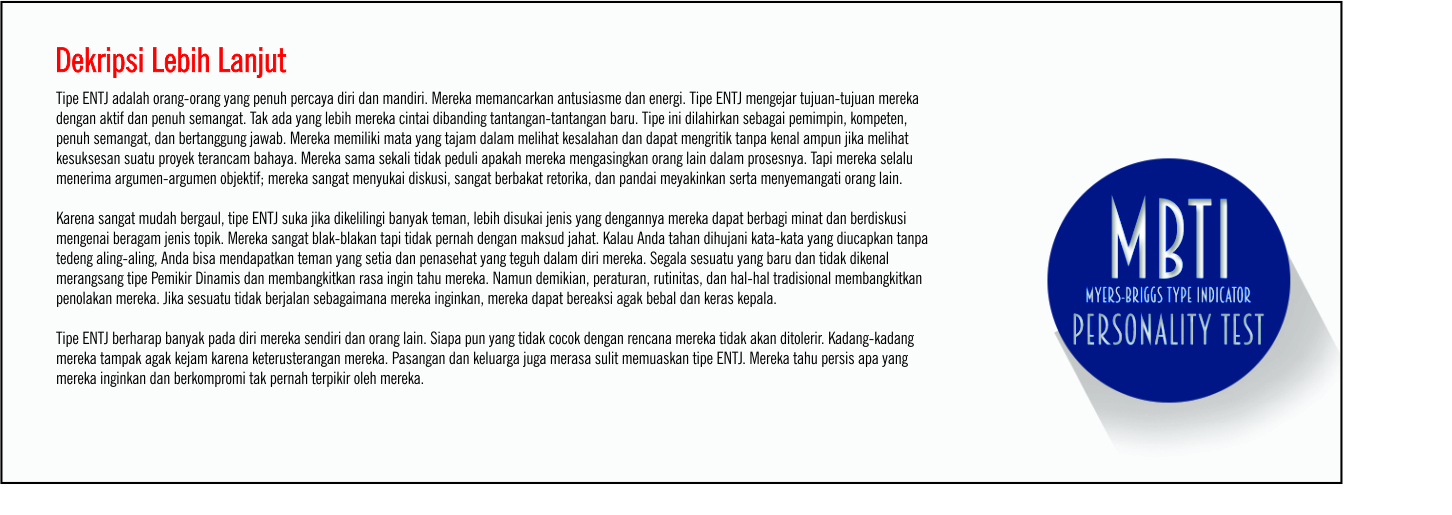 Dekripsi Lebih Lanjut
Tipe ENTJ adalah orang-orang yang penuh percaya diri dan mandiri. Mereka memancarkan antusiasme dan energi. Tipe ENTJ mengejar tujuan-tujuan mereka
dengan aktif dan penuh semangat. Tak ada yang lebih mereka cintai dibanding tantangan-tantangan baru. Tipe ini dilahirkan sebagai pemimpin, kompeten,
penuh semangat, dan bertanggung jawab. Mereka memiliki mata yang tajam dalam melihat kesalahan dan dapat mengritik tanpa kenal ampun jika melihat
kesuksesan suatu proyek terancam bahaya. Mereka sama sekali tidak peduli apakah mereka mengasingkan orang lain dalam prosesnya. Tapi mereka selalu
menerima argumen-argumen objektif; mereka sangat menyukai diskusi, sangat berbakat retorika, dan pandai meyakinkan serta menyemangati orang lain.
Karena sangat mudah bergaul, tipe ENTJ suka jika dikelilingi banyak teman, lebih disukai jenis yang dengannya mereka dapat berbagi minat dan berdiskusi
mengenai beragam jenis topik. Mereka sangat blak-blakan tapi tidak pernah dengan maksud jahat. Kalau Anda tahan dihujani kata-kata yang diucapkan tanpa
tedeng aling-aling, Anda bisa mendapatkan teman yang setia dan penasehat yang teguh dalam diri mereka. Segala sesuatu yang baru dan tidak dikenal
merangsang tipe Pemikir Dinamis dan membangkitkan rasa ingin tahu mereka. Namun demikian, peraturan, rutinitas, dan hal-hal tradisional membangkitkan
penolakan mereka. Jika sesuatu tidak berjalan sebagaimana mereka inginkan, mereka dapat bereaksi agak bebal dan keras kepala.
Tipe ENTJ berharap banyak pada diri mereka sendiri dan orang lain. Siapa pun yang tidak cocok dengan rencana mereka tidak akan ditolerir. Kadang-kadang
mereka tampak agak kejam karena keterusterangan mereka. Pasangan dan keluarga juga merasa sulit memuaskan tipe ENTJ. Mereka tahu persis apa yang
mereka inginkan dan berkompromi tak pernah terpikir oleh mereka.
MBTI
MYERS-BRIGGS TYPE INDICATOR
PERSONALITY TEST